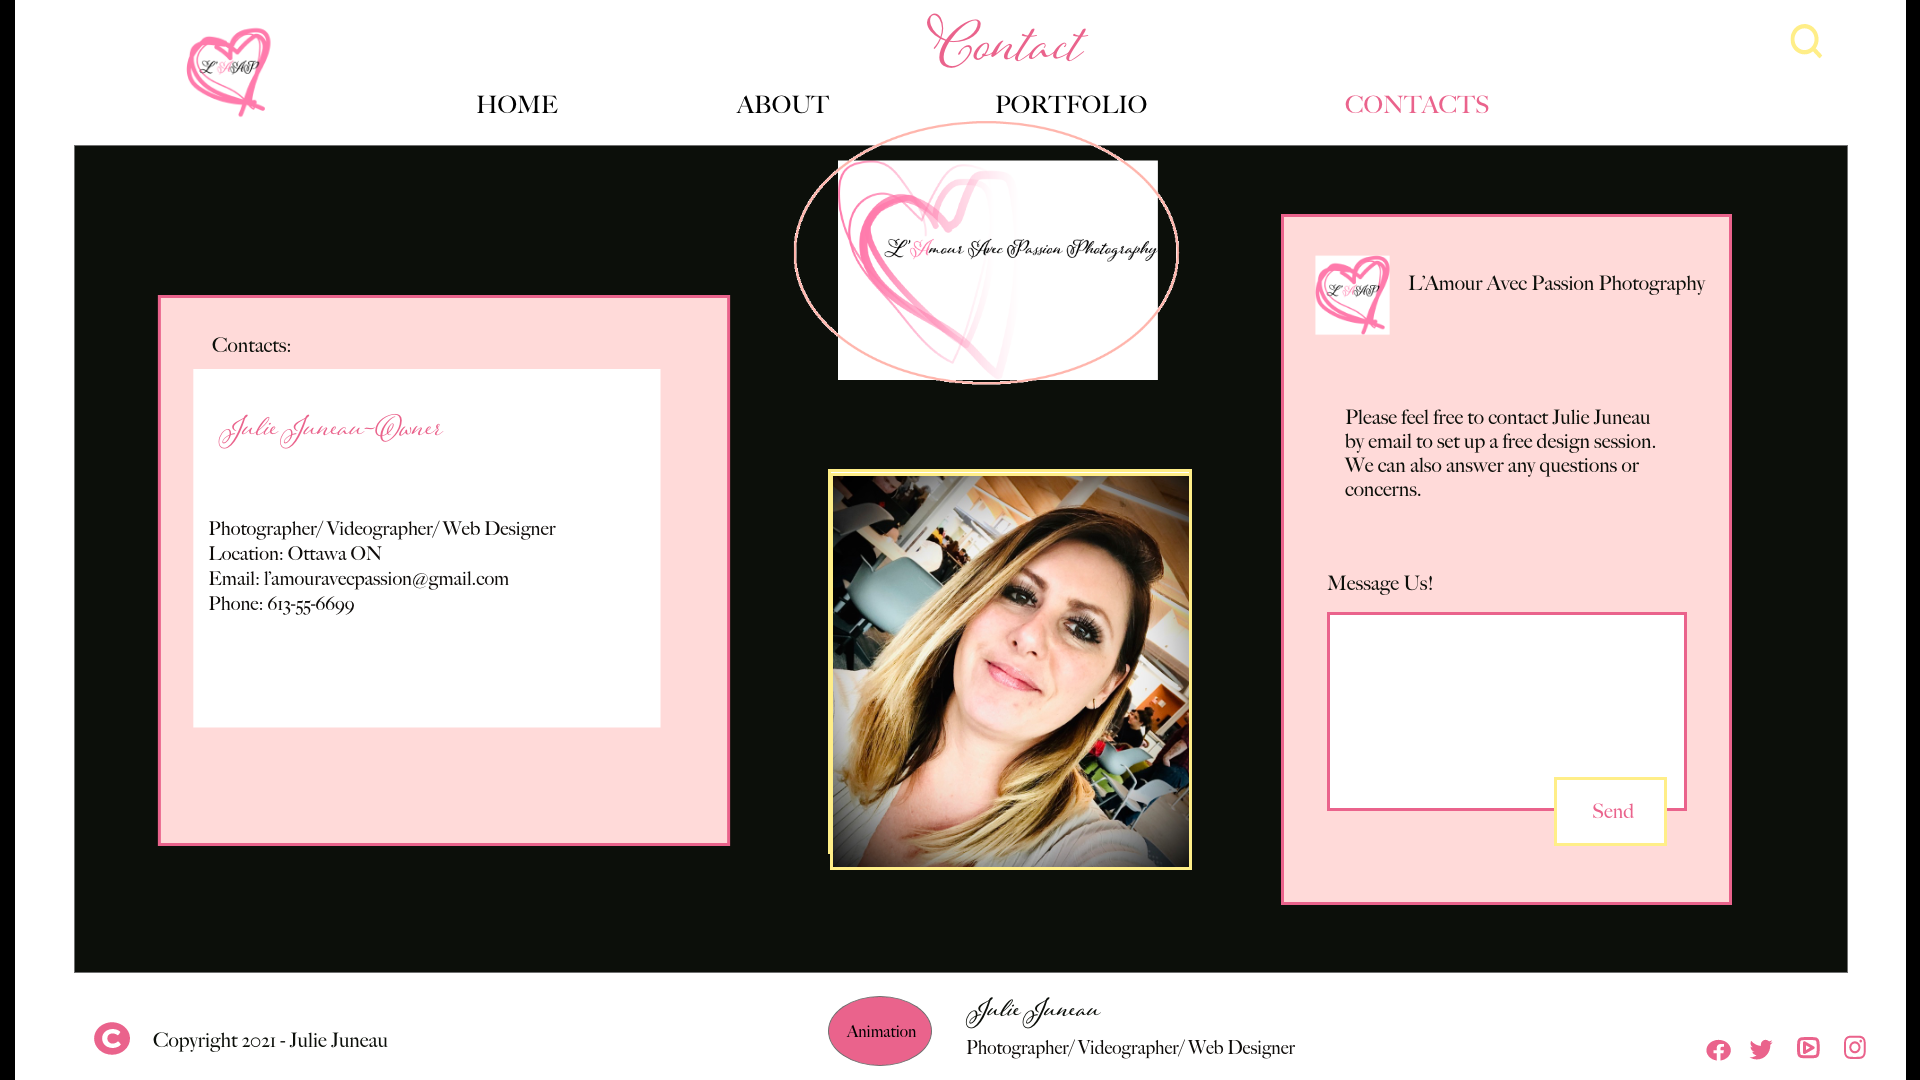 Contact
L'AAP
HOME
ABOUT
PORTFOLIO
CONTACTS
L'Amour Avec Passion Photography
Contacts:
Julie Juneau-Owner
Photographer/ Videographer/ Web Designer
Location: Ottawa ON
Email: l'amouravecpassion@gmail.com
Phone: 613-55-6699
L'AAP
L'Amour Avec Passion Photography
Please feel free to contact Julie Juneau
by email to set up a free design session.
We can also answer any questions or
concerns.
Message Us!
Send
C
Copyright 2021 - Julie Juneau
Animation
Julie Juneau
Photographer/ Videographer/ Web Designer